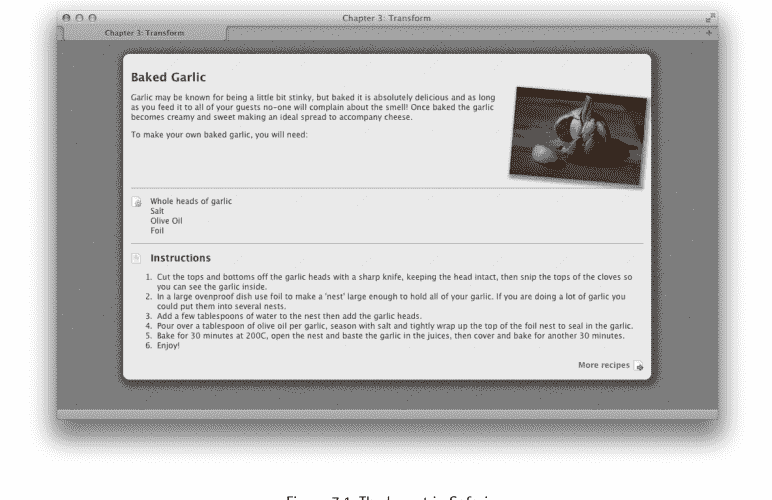 Chapter 3: Transform
Chapter 3: Transform
Baked Garlic
Garlic may be known for being a little bit stinky, but baked it is absolutely delicious and as long
as you feed it to all of your guests no-one will complain about the smell! Once baked the garlic
becomes creamy and sweet making an ideal spread to accompany cheese.
To make your own baked garlic, you will need:
Whole heads of garlic
Salt
Olive Oil
Foil
Instructions
1. Cut the tops and bottoms off the garlic heads with a sharp knife, keeping the head intact, then snip the tops of the cloves so
you can see the garlic inside.
2. In a large ovenproof dish use foil to make a 'nest' large enough to hold all of your garlic. If you are doing a lot of garlic you
could put them into several nests.
3. Add a few tablespoons of water to the nest then add the garlic heads.
4. Pour over a tablespoon of olive oil per garlic, season with salt and tightly wrap up the top of the foil nest to seal in the garlic.
5. Bake for 30 minutes at 200C, open the nest and baste the garlic in the juices, then cover and bake for another 30 minutes.
6. Enjoy!
More recipes